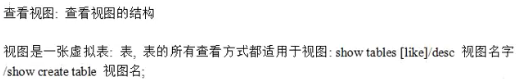 查看视图: 查看视图的结构
视图是一张虚拟表: 表, 表的所有查看方式都适用于视图: show tables [like]/desc 视图名字
/show create table 视图名;